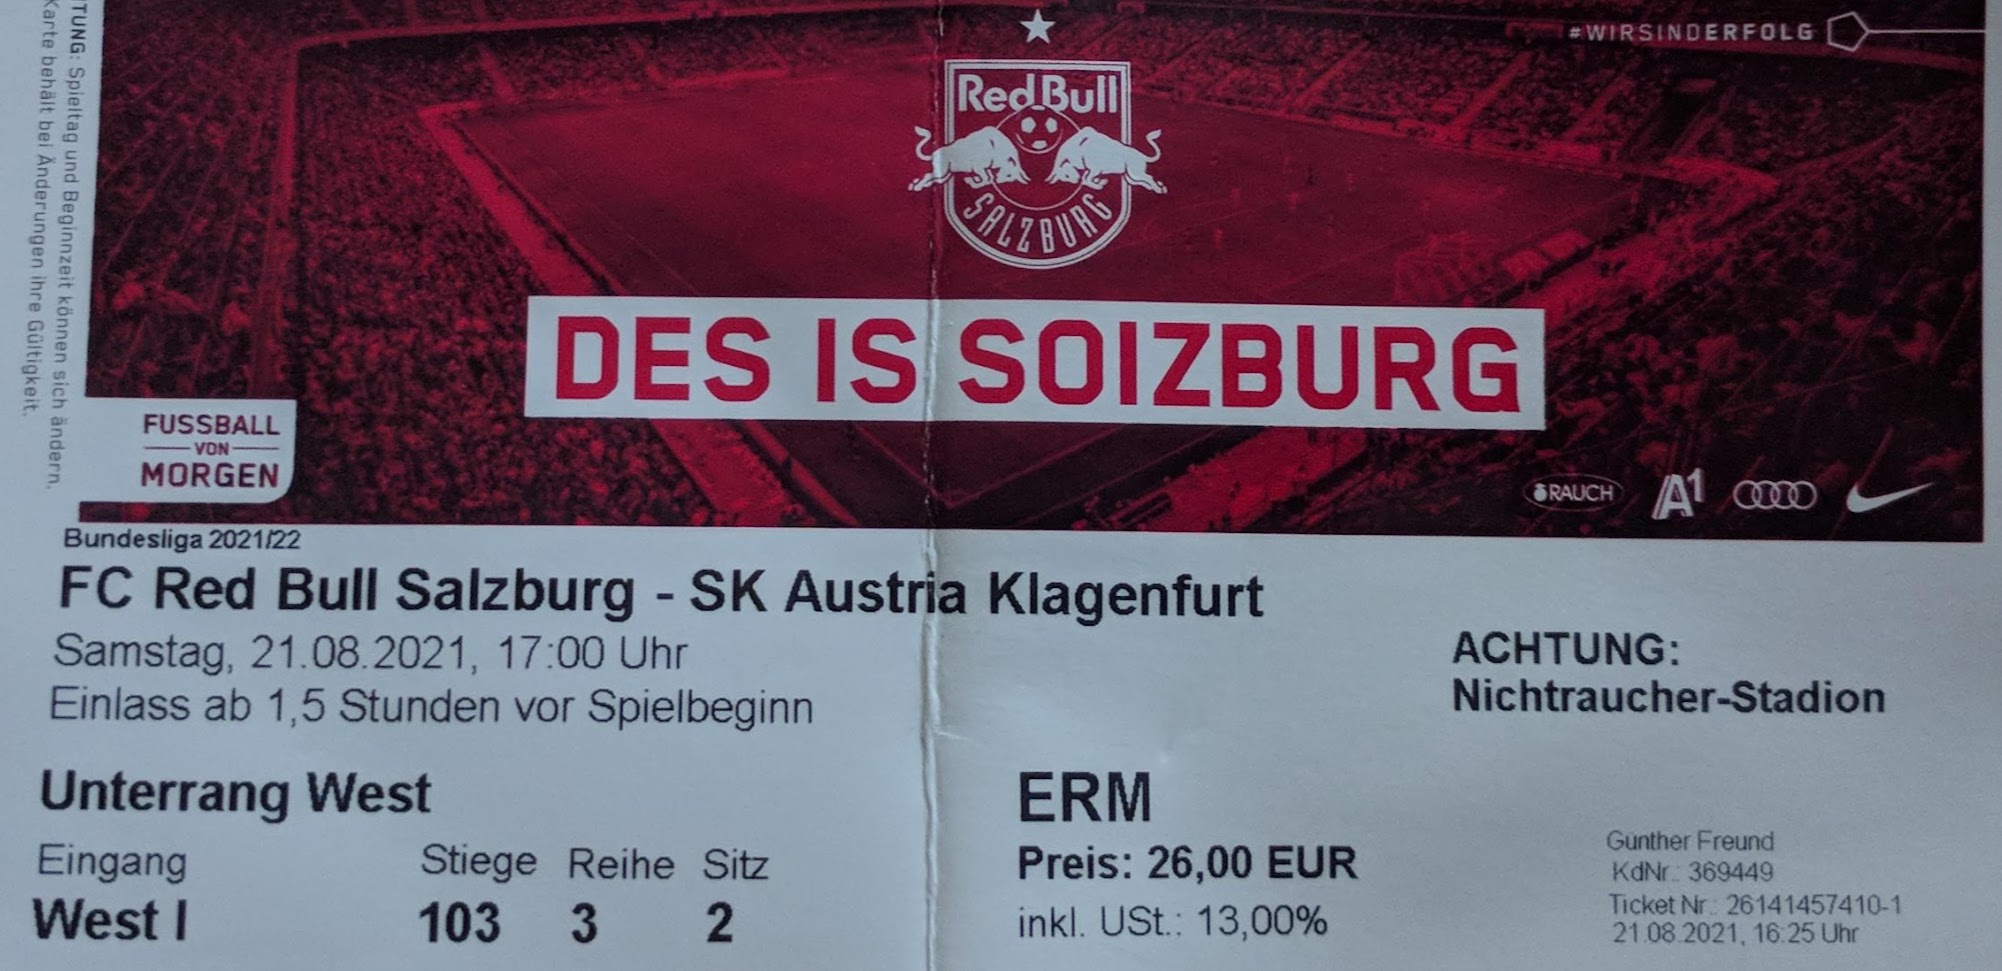 TUNG: Spieltag und Beginnzeit können sich ändern.
Karte behält bei Änderungen ihre Gültigkeit.
#WIRSINDERFOLG
Red Bull
SALZBURG
DES IS SOIZBURG
FUSSBALL
VON
MORGEN
RAUCH A1
Bundesliga 2021/22
FC Red Bull Salzburg - SK Austria Klagenfurt
Samstag, 21.08.2021, 17:00 Uhr
Einlass ab 1,5 Stunden vor Spielbeginn
ACHTUNG:
Nichtraucher-Stadion
Unterrang West
Eingang Stiege Reihe Sitz
West I 103 3 2
ERM
Preis: 26,00 EUR
inkl. USt.: 13,00%
Günther Freund
KdNr.: 369449
Ticket Nr.: 26141457410-1
21.08.2021, 16:25 Uhr